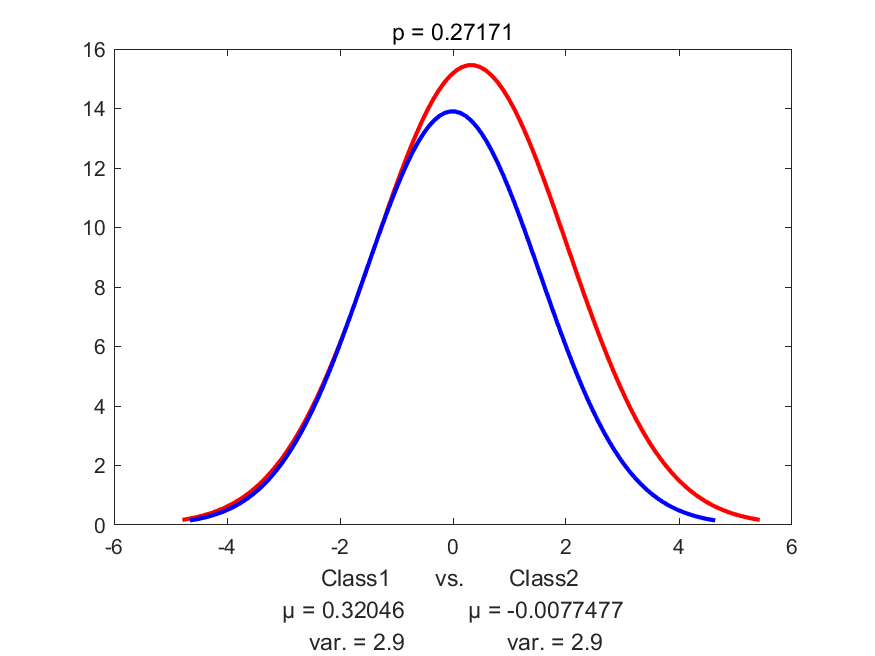 p = 0.27171
16
14
12
10
8
6
4
2
0
-6 -4 -2 0 2 4 6
Class1 vs. Class2
μ = 0.32046 μ = -0.0077477
var. = 2.9 var. = 2.9